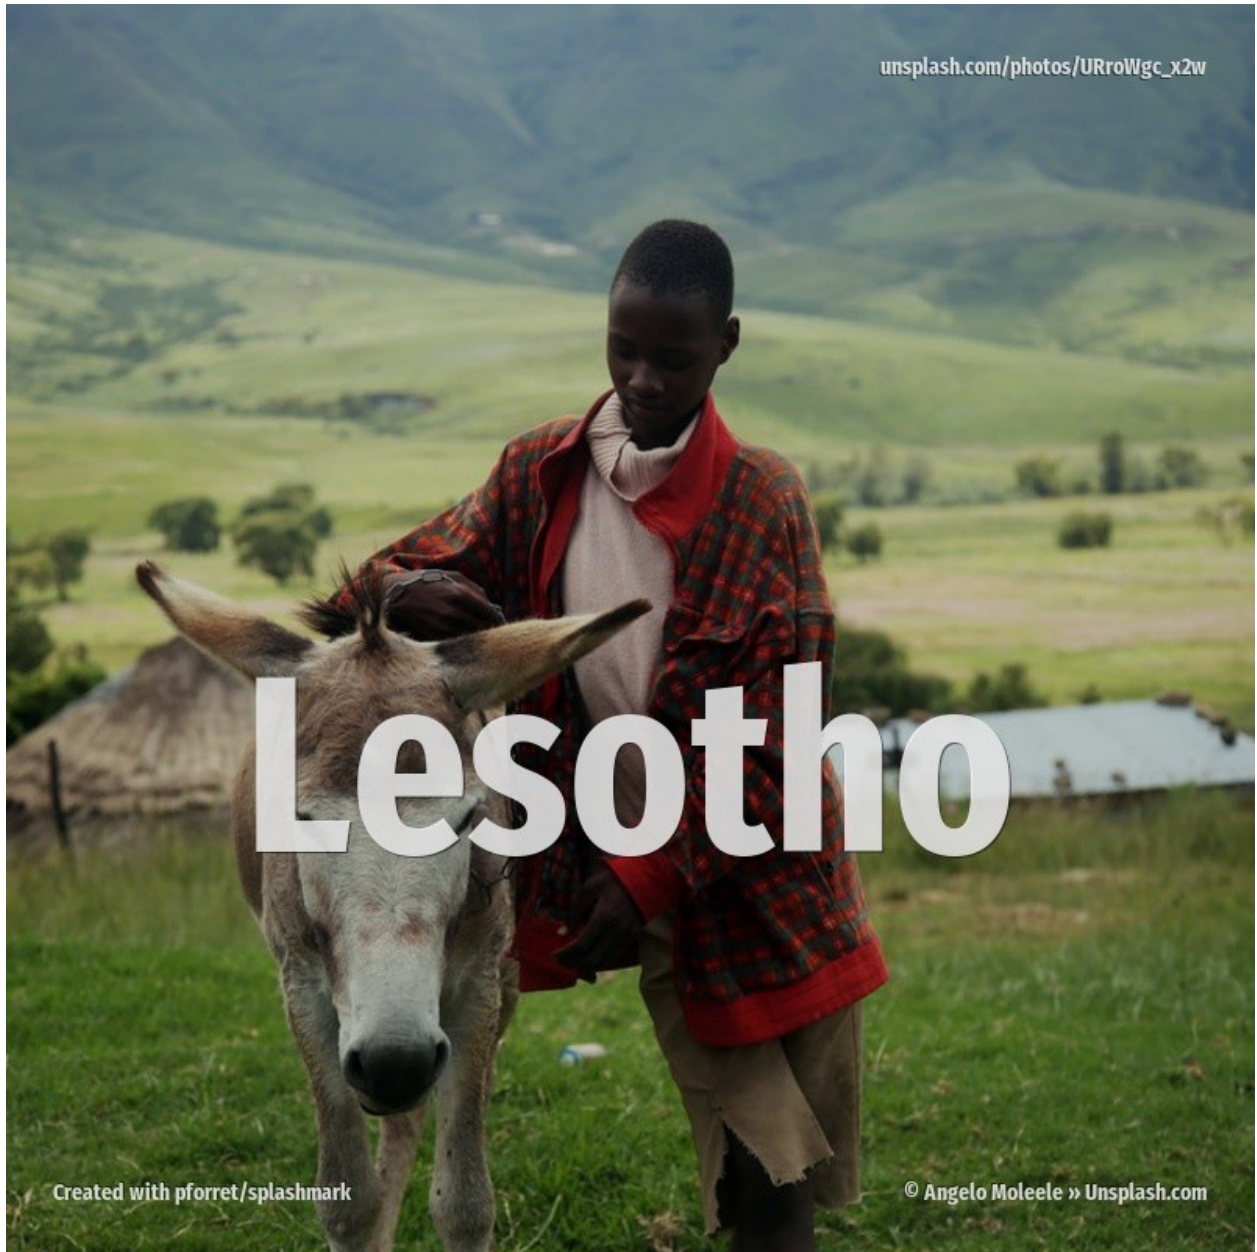 unsplash.com/photos/URroWgc_x2w
Lesotho
Created with pforret/splashmark
© Angelo Moleele » Unsplash.com